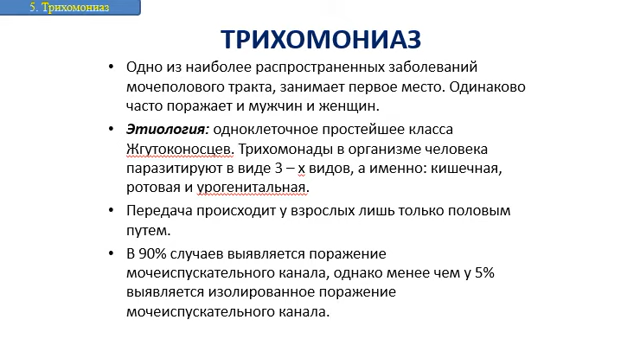 5. Трихомониаз
ТРИХОМОНИАЗ
• Одно из наиболее распространенных заболеваний
мочеполового тракта, занимает первое место. Одинаково
часто поражает и мужчин и женщин.
• Этиология: одноклеточное простейшее класса
Жгутоконосцев. Трихомонады в организме человека
паразитируют в виде 3 – х видов, а именно: кишечная,
ротовая и урогенитальная.
• Передача происходит у взрослых лишь только половым
путем.
• В 90% случаев выявляется поражение
мочеиспускательного канала, однако менее чем у 5%
выявляется изолированное поражение
мочеиспускательного канала.